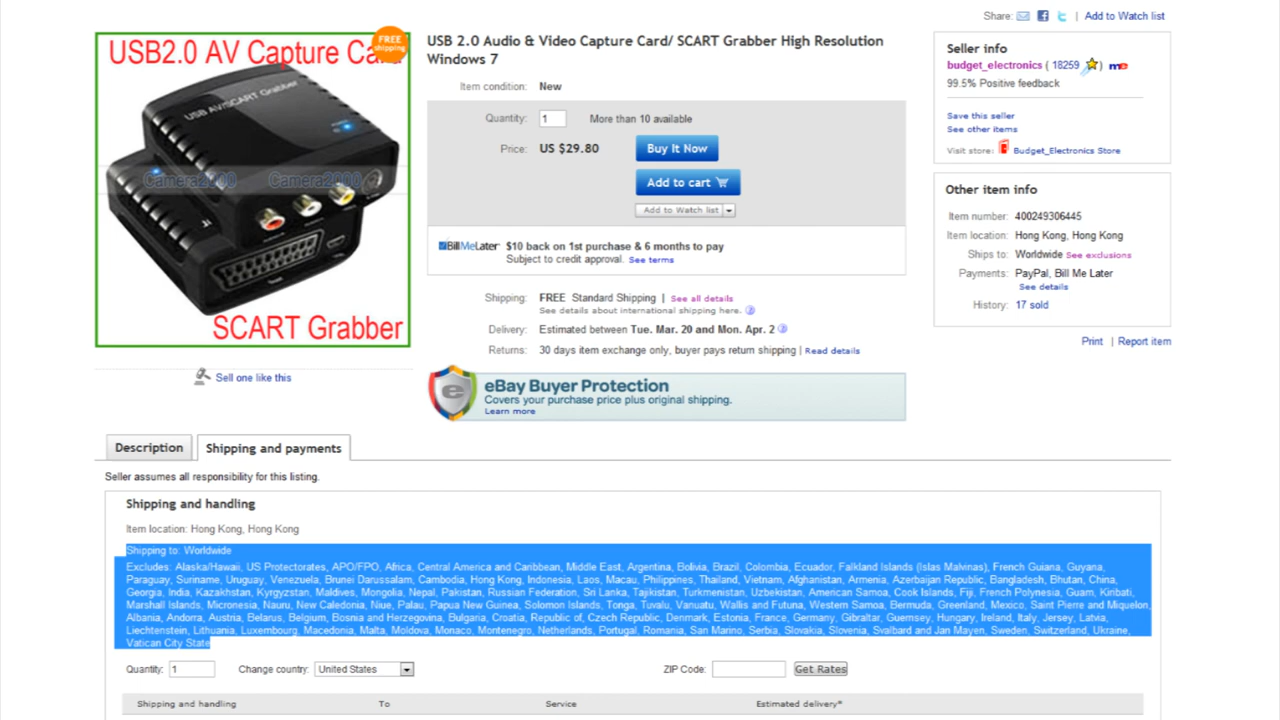 Share: | Add to Watch list
USB2.0 AV Capture Ca
FREE
shipping
USB AV/SCART Grabber
Camera2000 Camera2000
SCART Grabber
Sell one like this
USB 2.0 Audio & Video Capture Card/ SCART Grabber High Resolution
Windows 7
Item condition: New
Quantity: 1 More than 10 available
Price: US $29.80 Buy It Now
Add to cart
Add to Watch list
BillMeLater $10 back on 1st purchase & 6 months to pay
Subject to credit approval. See terms
Shipping: FREE Standard Shipping | See all details
See details about international shipping here.
Delivery: Estimated between Tue. Mar. 20 and Mon. Apr. 2
Returns: 30 days item exchange only, buyer pays return shipping | Read details
eBay Buyer Protection
Covers your purchase price plus original shipping.
Learn more
Seller info
budget_electronics ( 18259 ) me
99.5% Positive feedback
Save this seller
See other items
Visit store: Budget_Electronics Store
Other item info
Item number: 400249306445
Item location: Hong Kong, Hong Kong
Ships to: Worldwide See exclusions
Payments: PayPal, Bill Me Later
See details
History: 17 sold
Print | Report item
Description Shipping and payments
Seller assumes all responsibility for this listing.
Shipping and handling
Item location: Hong Kong, Hong Kong
Shipping to: Worldwide
Excludes: Alaska/Hawaii, US Protectorates, APO/FPO, Africa, Central America and Caribbean, Middle East, Argentina, Bolivia, Brazil, Colombia, Ecuador, Falkland Islands (Islas Malvinas), French Guiana, Guyana,
Paraguay, Suriname, Uruguay, Venezuela, Brunei Darussalam, Cambodia, Hong Kong, Indonesia, Laos, Macau, Philippines, Thailand, Vietnam, Afghanistan, Armenia, Azerbaijan Republic, Bangladesh, Bhutan, China,
Georgia, India, Kazakhstan, Kyrgyzstan, Maldives, Mongolia, Nepal, Pakistan, Russian Federation, Sri Lanka, Tajikistan, Turkmenistan, Uzbekistan, American Samoa, Cook Islands, Fiji, French Polynesia, Guam, Kiribati,
Marshall Islands, Micronesia, Nauru, New Caledonia, Niue, Palau, Papua New Guinea, Solomon Islands, Tonga, Tuvalu, Vanuatu, Wallis and Futuna, Western Samoa, Bermuda, Greenland, Mexico, Saint Pierre and Miquelon,
Albania, Andorra, Austria, Belarus, Belgium, Bosnia and Herzegovina, Bulgaria, Croatia, Republic of, Czech Republic, Denmark, Estonia, France, Germany, Gibraltar, Guernsey, Hungary, Ireland, Italy, Jersey, Latvia,
Liechtenstein, Lithuania, Luxembourg, Macedonia, Malta, Moldova, Monaco, Montenegro, Netherlands, Portugal, Romania, San Marino, Serbia, Slovakia, Slovenia, Svalbard and Jan Mayen, Sweden, Switzerland, Ukraine,
Vatican City State
Quantity: 1 Change country: United States ZIP Code: Get Rates
Shipping and handling To Service Estimated delivery*